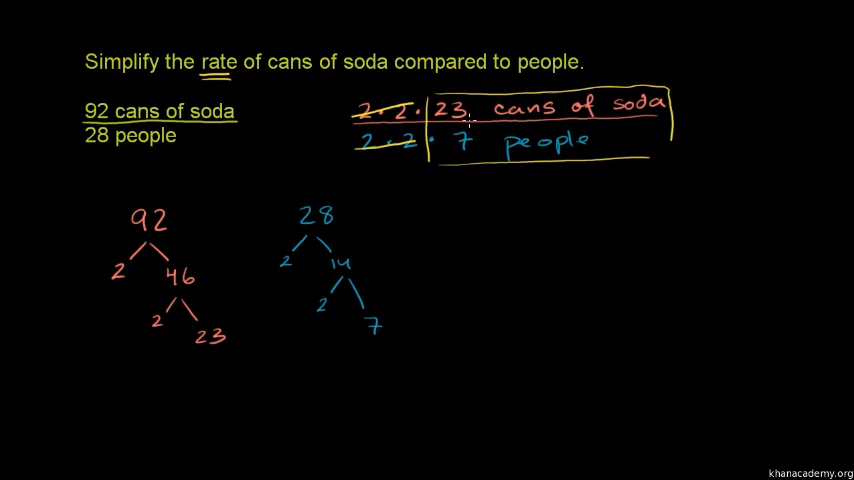 Simplify the rate of cans of soda compared to people.
92 cans of soda
28 people
2 · 2 · 23 cans of soda
2 · 2 · 7 people
92
2 46
2 23
28
2 14
2 7
khanacademy.org